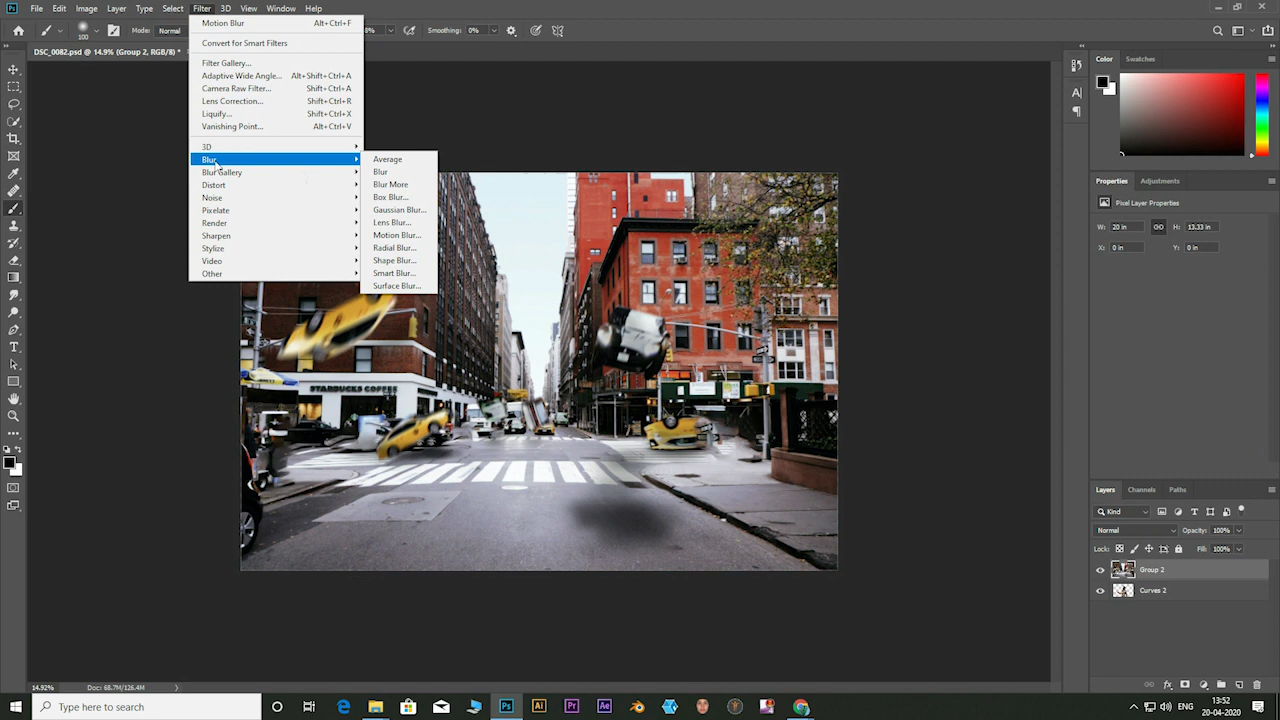 Ps File Edit Image Layer Type Select Filter 3D View Window Help
100 Mode: Normal 8% Smoothing: 0%
DSC_0082.psd @ 14.9% (Group 2, RGB/8) *
Motion Blur Alt+Ctrl+F
Convert for Smart Filters
Filter Gallery...
Adaptive Wide Angle... Alt+Shift+Ctrl+A
Camera Raw Filter... Shift+Ctrl+A
Lens Correction... Shift+Ctrl+R
Liquify... Shift+Ctrl+X
Vanishing Point... Alt+Ctrl+V
3D
Blur
Blur Gallery
Distort
Noise
Pixelate
Render
Sharpen
Stylize
Video
Other
Average
Blur
Blur More
Box Blur...
Gaussian Blur...
Lens Blur...
Motion Blur...
Radial Blur...
Shape Blur...
Smart Blur...
Surface Blur...
STARBUCKS COFFEE
Color Swatches
Properties Adjustments
Pixel Layer Properties
W: 20 in H: 13.33 in
X: 0 in Y: 0 in
Layers Channels Paths
Kind
Normal Opacity: 100%
Lock: Fill: 100%
Group 2
Curves 2
14.92% Doc: 68.7M/126.4M
Type here to search
Ps Ai Pr Ae
ENG
13:52
20-04-2020